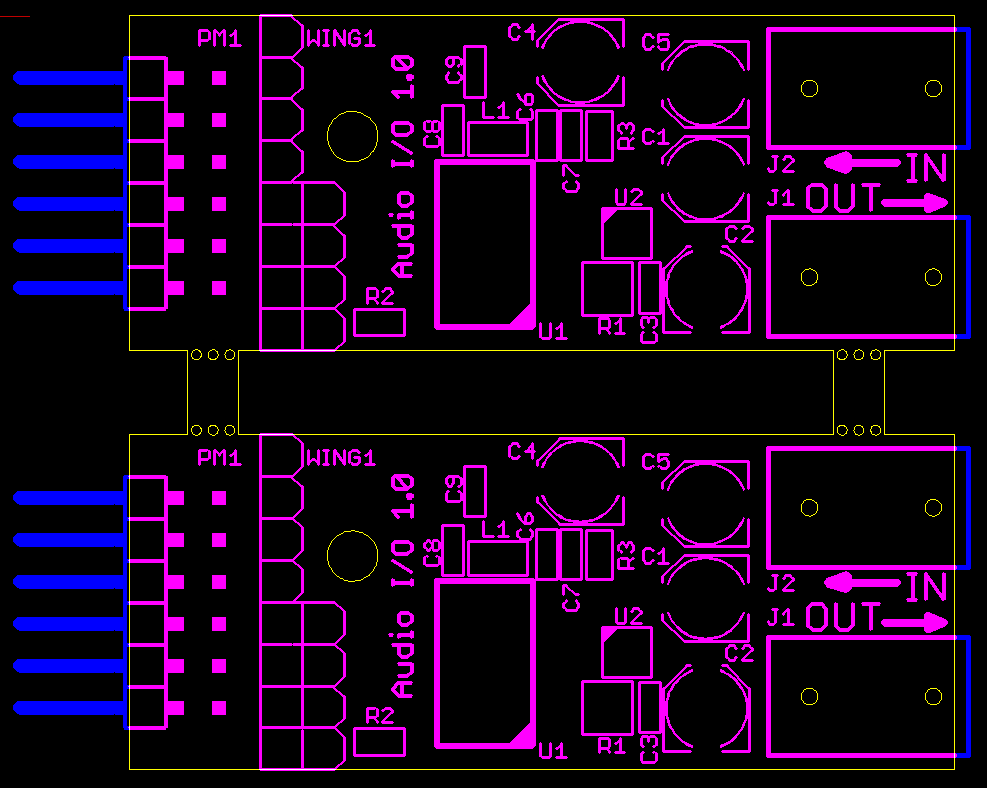 PM1
WING1
C4
C5
C9
Audio I/O 1.0
L1
C6
C8
R3
C1
C7
J2
IN
U2
J1
OUT
C2
R2
U1
R1
C3
PM1
WING1
C4
C5
C9
Audio I/O 1.0
L1
C6
C8
R3
C1
C7
J2
IN
U2
J1
OUT
C2
R2
U1
R1
C3